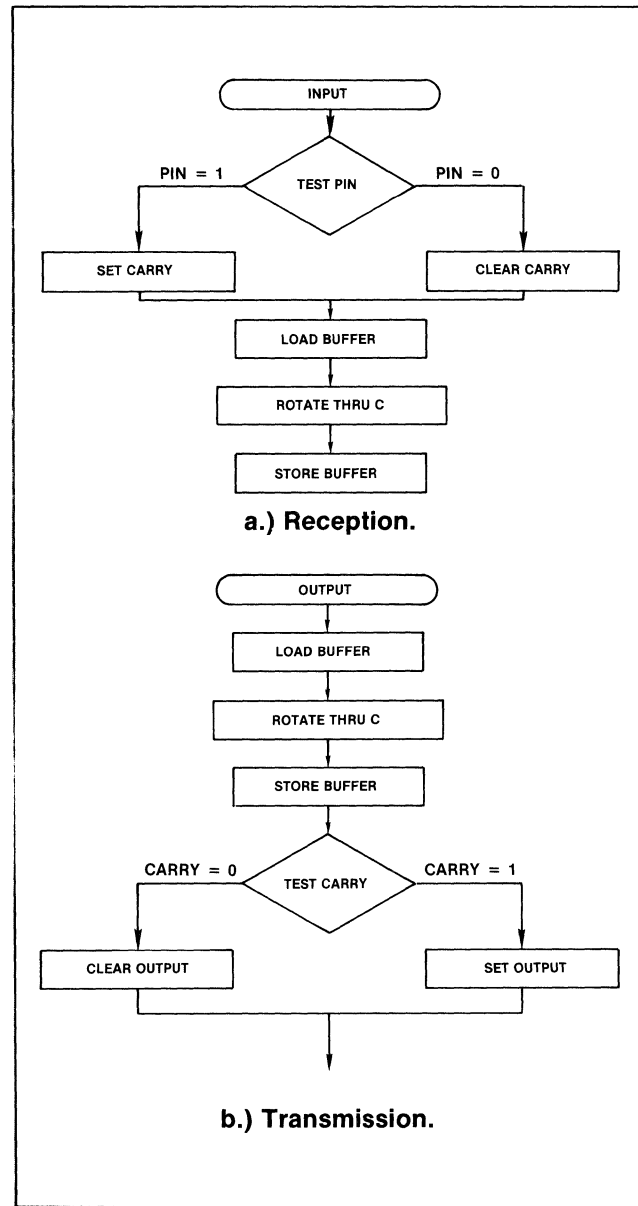 INPUT
TEST PIN
PIN = 1
PIN = 0
SET CARRY
CLEAR CARRY
LOAD BUFFER
ROTATE THRU C
STORE BUFFER
a.) Reception.
OUTPUT
LOAD BUFFER
ROTATE THRU C
STORE BUFFER
CARRY = 0
CARRY = 1
TEST CARRY
CLEAR OUTPUT
SET OUTPUT
b.) Transmission.